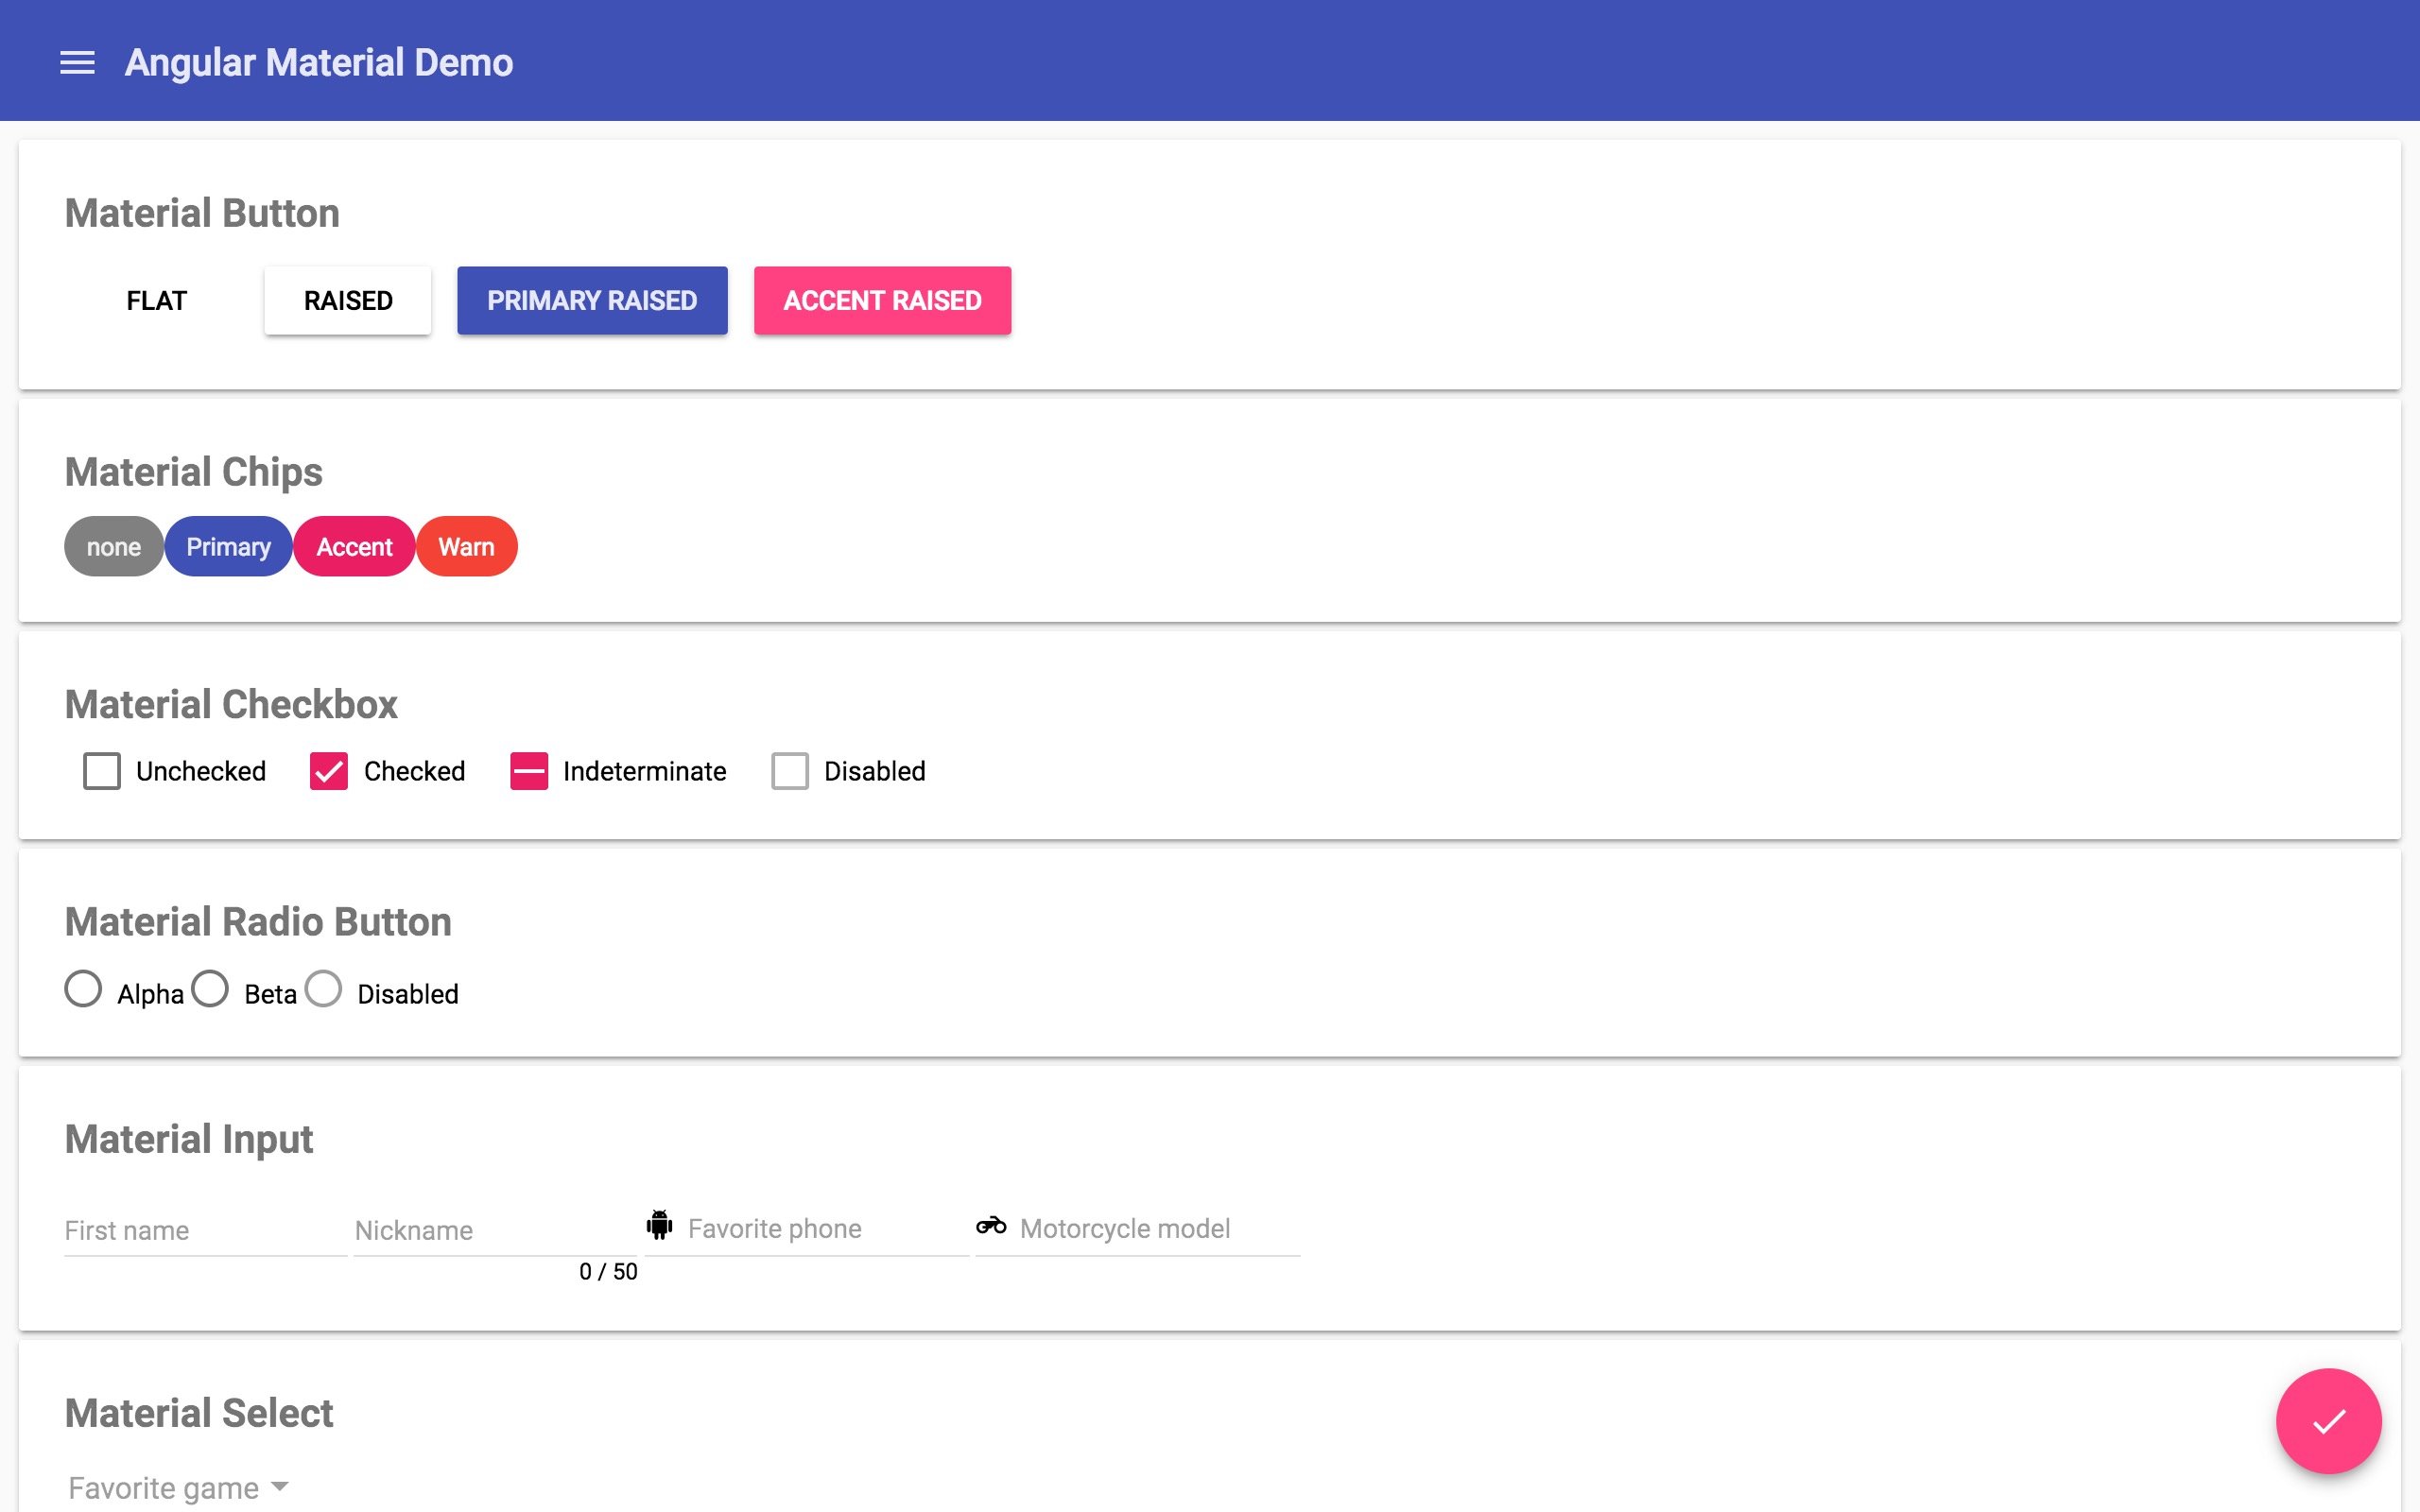 Angular Material Demo
Material Button
FLAT RAISED PRIMARY RAISED ACCENT RAISED
Material Chips
none Primary Accent Warn
Material Checkbox
Unchecked Checked Indeterminate Disabled
Material Radio Button
Alpha Beta Disabled
Material Input
First name Nickname Favorite phone Motorcycle model
0 / 50
Material Select
Favorite game